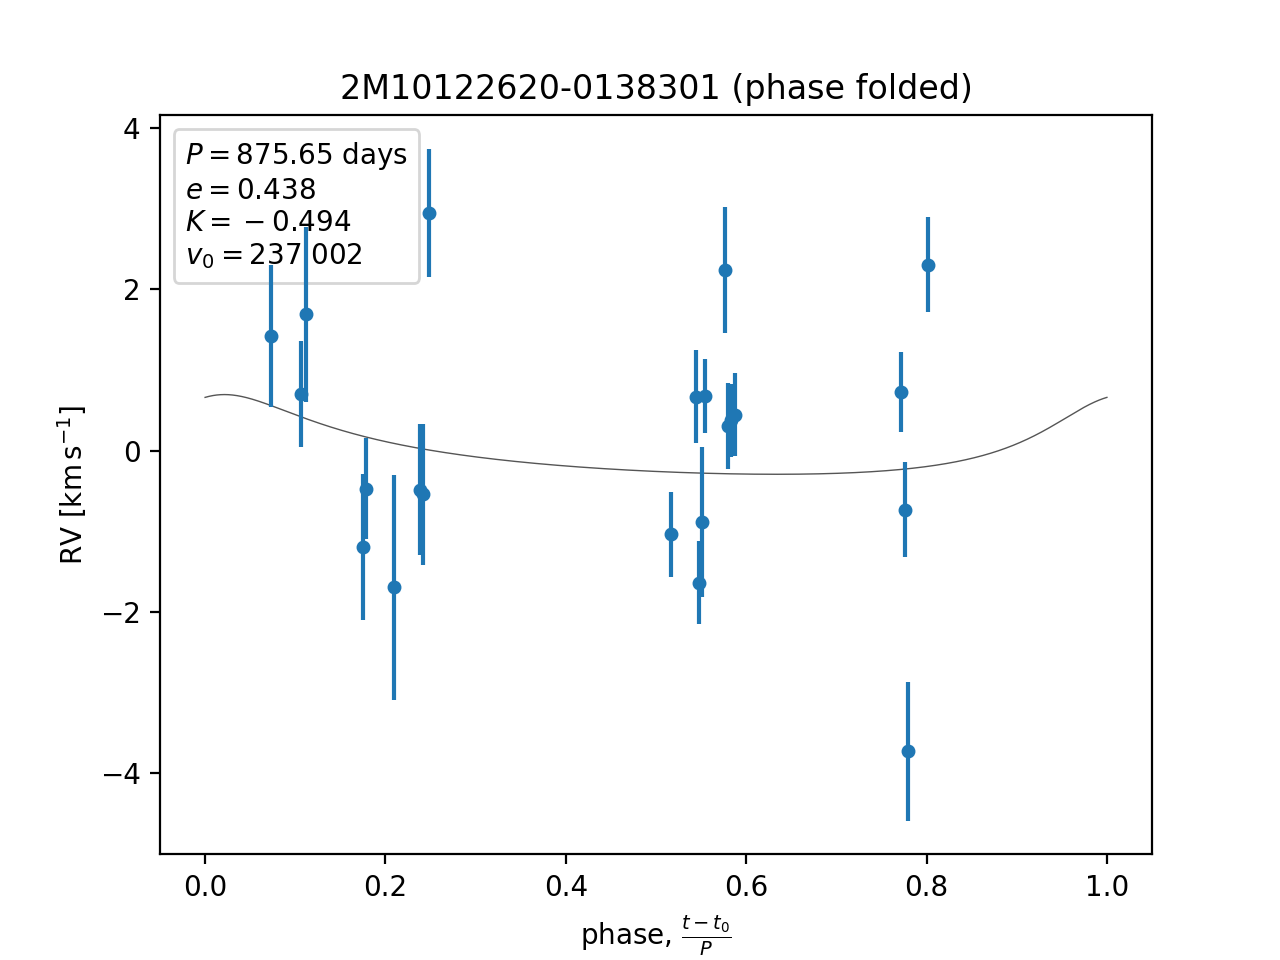 2M10122620-0138301 (phase folded)
P = 875.65 days
e = 0.438
K = −0.494
v₀ = 237.002
4
2
0
−2
−4
RV [km s⁻¹]
0.0 0.2 0.4 0.6 0.8 1.0
phase, (t − t₀)/P